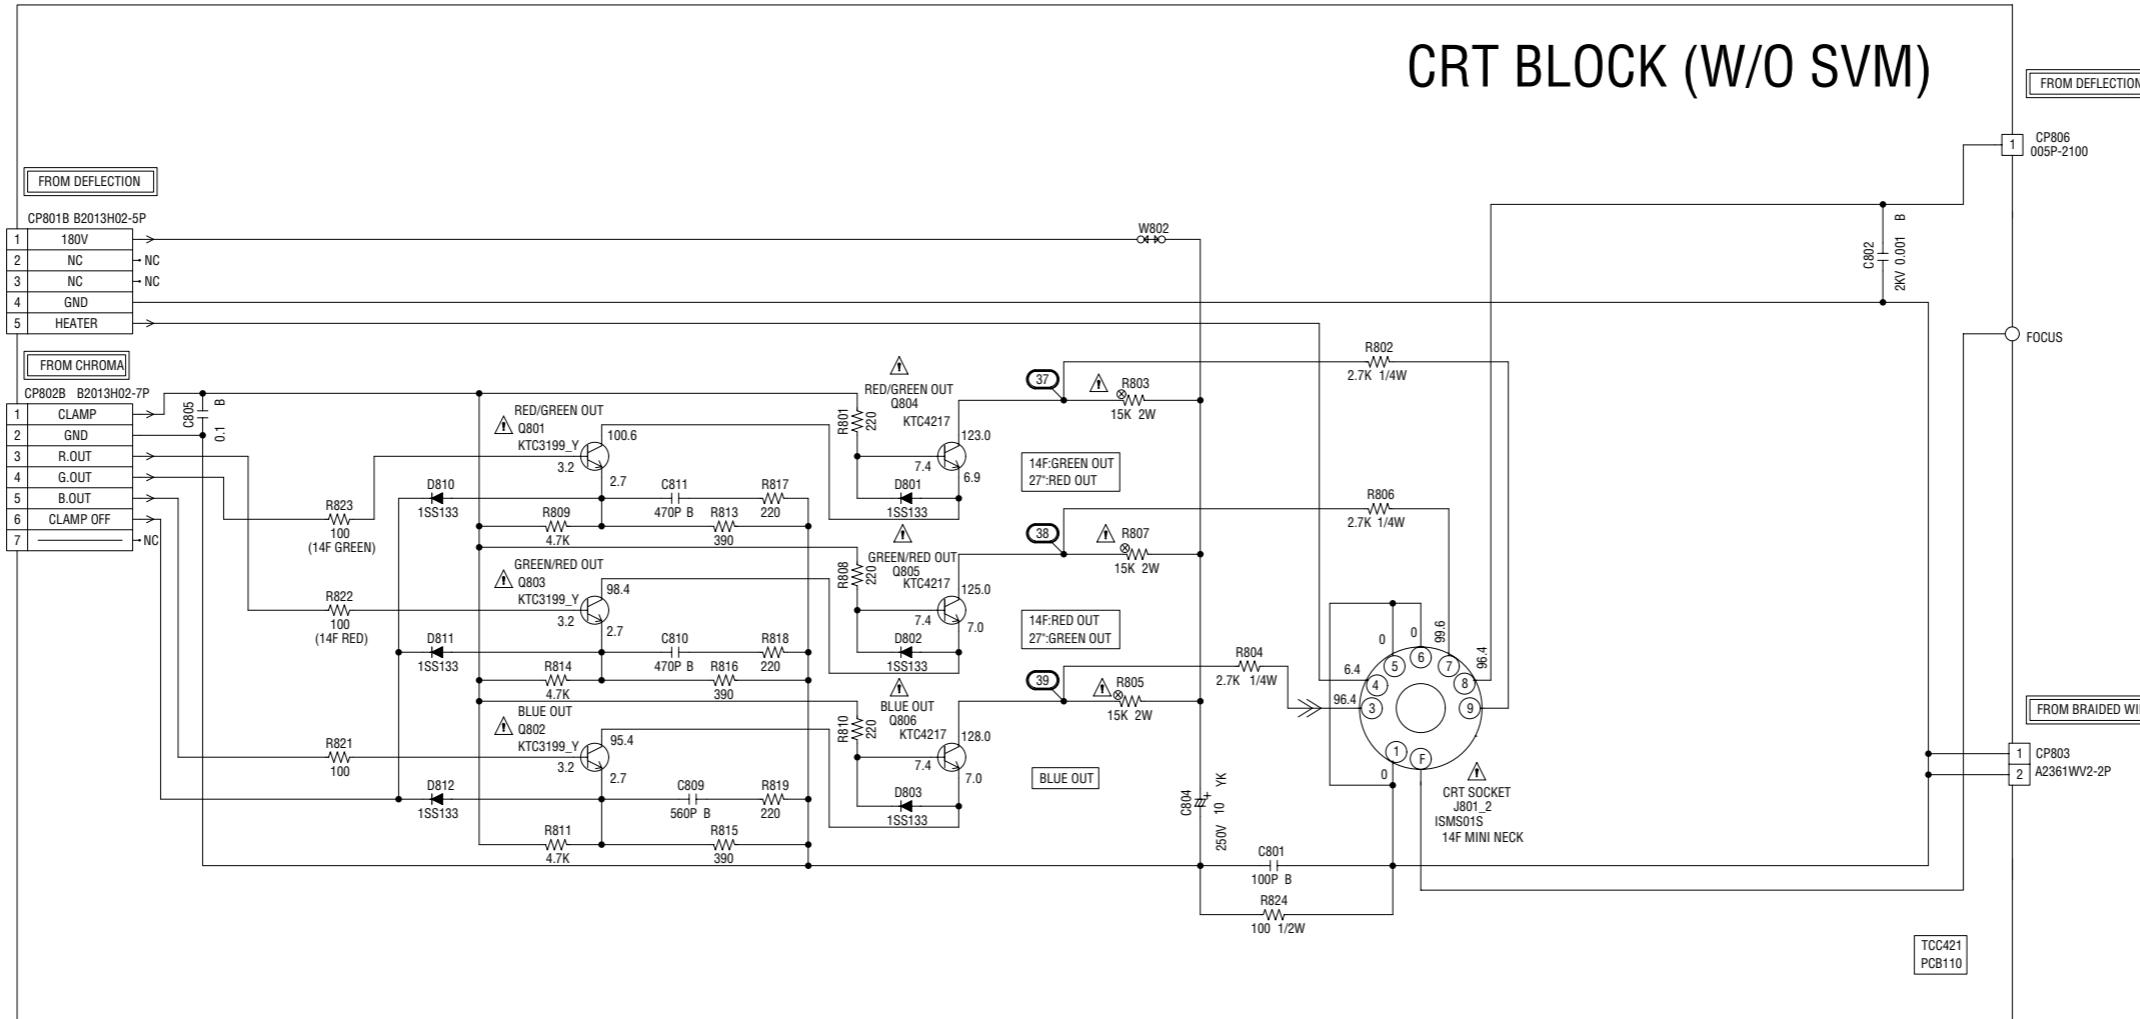 CRT BLOCK (W/O SVM)
FROM DEFLECTION
CP806
005P-2100
1
FROM DEFLECTION
CP801B B2013H02-5P
1 180V
2 NC NC
3 NC NC
4 GND
5 HEATER
W802
C802
2KV 0.001 B
FOCUS
FROM CHROMA
CP802B B2013H02-7P
1 CLAMP
2 GND
3 R.OUT
4 G.OUT
5 B.OUT
6 CLAMP OFF
7 NC
C805
0.1 B
R823
100
(14F GREEN)
R822
100
(14F RED)
R821
100
D810
1SS133
D811
1SS133
D812
1SS133
RED/GREEN OUT
Q801
KTC3199_Y
100.6
3.2
2.7
C811
470P B
R817
220
R809
4.7K
R813
390
GREEN/RED OUT
Q803
KTC3199_Y
98.4
3.2
2.7
C810
470P B
R818
220
R814
4.7K
R816
390
BLUE OUT
Q802
KTC3199_Y
95.4
3.2
2.7
C809
560P B
R819
220
R811
4.7K
R815
390
RED/GREEN OUT
Q804
KTC4217
R801
220
123.0
7.4
6.9
D801
1SS133
GREEN/RED OUT
Q805
KTC4217
R808
220
125.0
7.4
7.0
D802
1SS133
BLUE OUT
Q806
KTC4217
R810
220
128.0
7.4
7.0
D803
1SS133
37
R803
15K 2W
14F:GREEN OUT
27":RED OUT
38
R807
15K 2W
14F:RED OUT
27":GREEN OUT
39
R805
15K 2W
BLUE OUT
R802
2.7K 1/4W
R806
2.7K 1/4W
R804
2.7K 1/4W
C804
250V 10 YK
+
C801
100P B
R824
100 1/2W
0
0
99.6
96.4
6.4
96.4
0
5
6
7
8
4
3
9
1
F
CRT SOCKET
J801_2
ISMS01S
14F MINI NECK
FROM BRAIDED WI
1 CP803
2 A2361WV2-2P
TCC421
PCB110